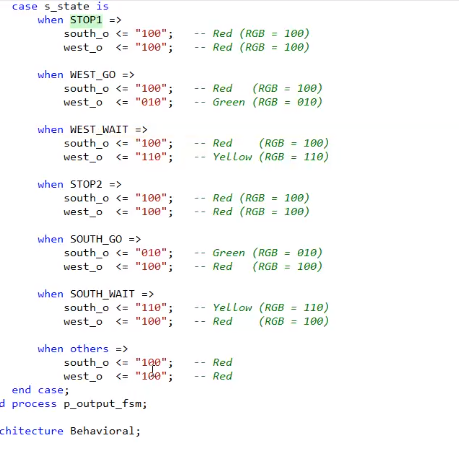 case s_state is
when STOP1 =>
south_o <= "100";   -- Red (RGB = 100)
west_o  <= "100";   -- Red (RGB = 100)
when WEST_GO =>
south_o <= "100";   -- Red   (RGB = 100)
west_o  <= "010";   -- Green (RGB = 010)
when WEST_WAIT =>
south_o <= "100";   -- Red    (RGB = 100)
west_o  <= "110";   -- Yellow (RGB = 110)
when STOP2 =>
south_o <= "100";   -- Red (RGB = 100)
west_o  <= "100";   -- Red (RGB = 100)
when SOUTH_GO =>
south_o <= "010";   -- Green (RGB = 010)
west_o  <= "100";   -- Red   (RGB = 100)
when SOUTH_WAIT =>
south_o <= "110";   -- Yellow (RGB = 110)
west_o  <= "100";   -- Red    (RGB = 100)
when others =>
south_o <= "100";   -- Red
west_o  <= "100";   -- Red
end case;
d process p_output_fsm;
chitecture Behavioral;